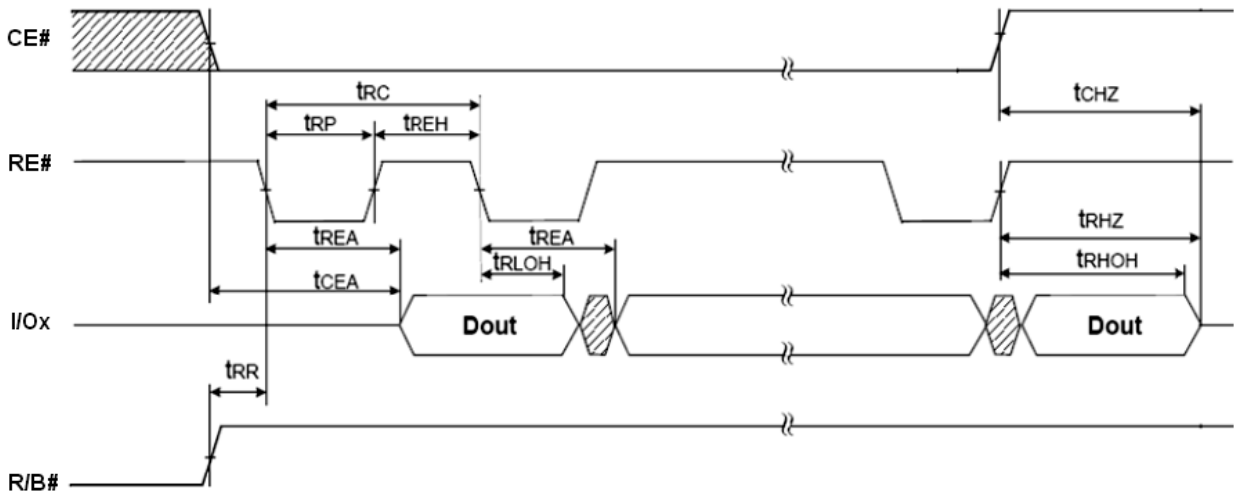 CE#
tCHZ
tRC
tRP
tREH
RE#
tREA
tREA
tRHZ
tRLOH
tRHOH
tCEA
I/Ox
Dout
Dout
tRR
R/B#